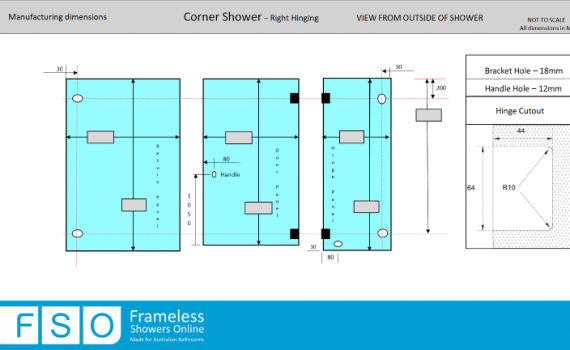 Manufacturing dimensions
Corner Shower – Right Hinging
VIEW FROM OUTSIDE OF SHOWER
NOT TO SCALE
All dimensions in M
30
30
200
Return Panel
80
Handle
1050
Door Panel
Hinge Panel
30
80
Bracket Hole – 18mm
Handle Hole – 12mm
Hinge Cutout
44
64
R10
FSO
Frameless
Showers Online
Made for Australian Bathrooms